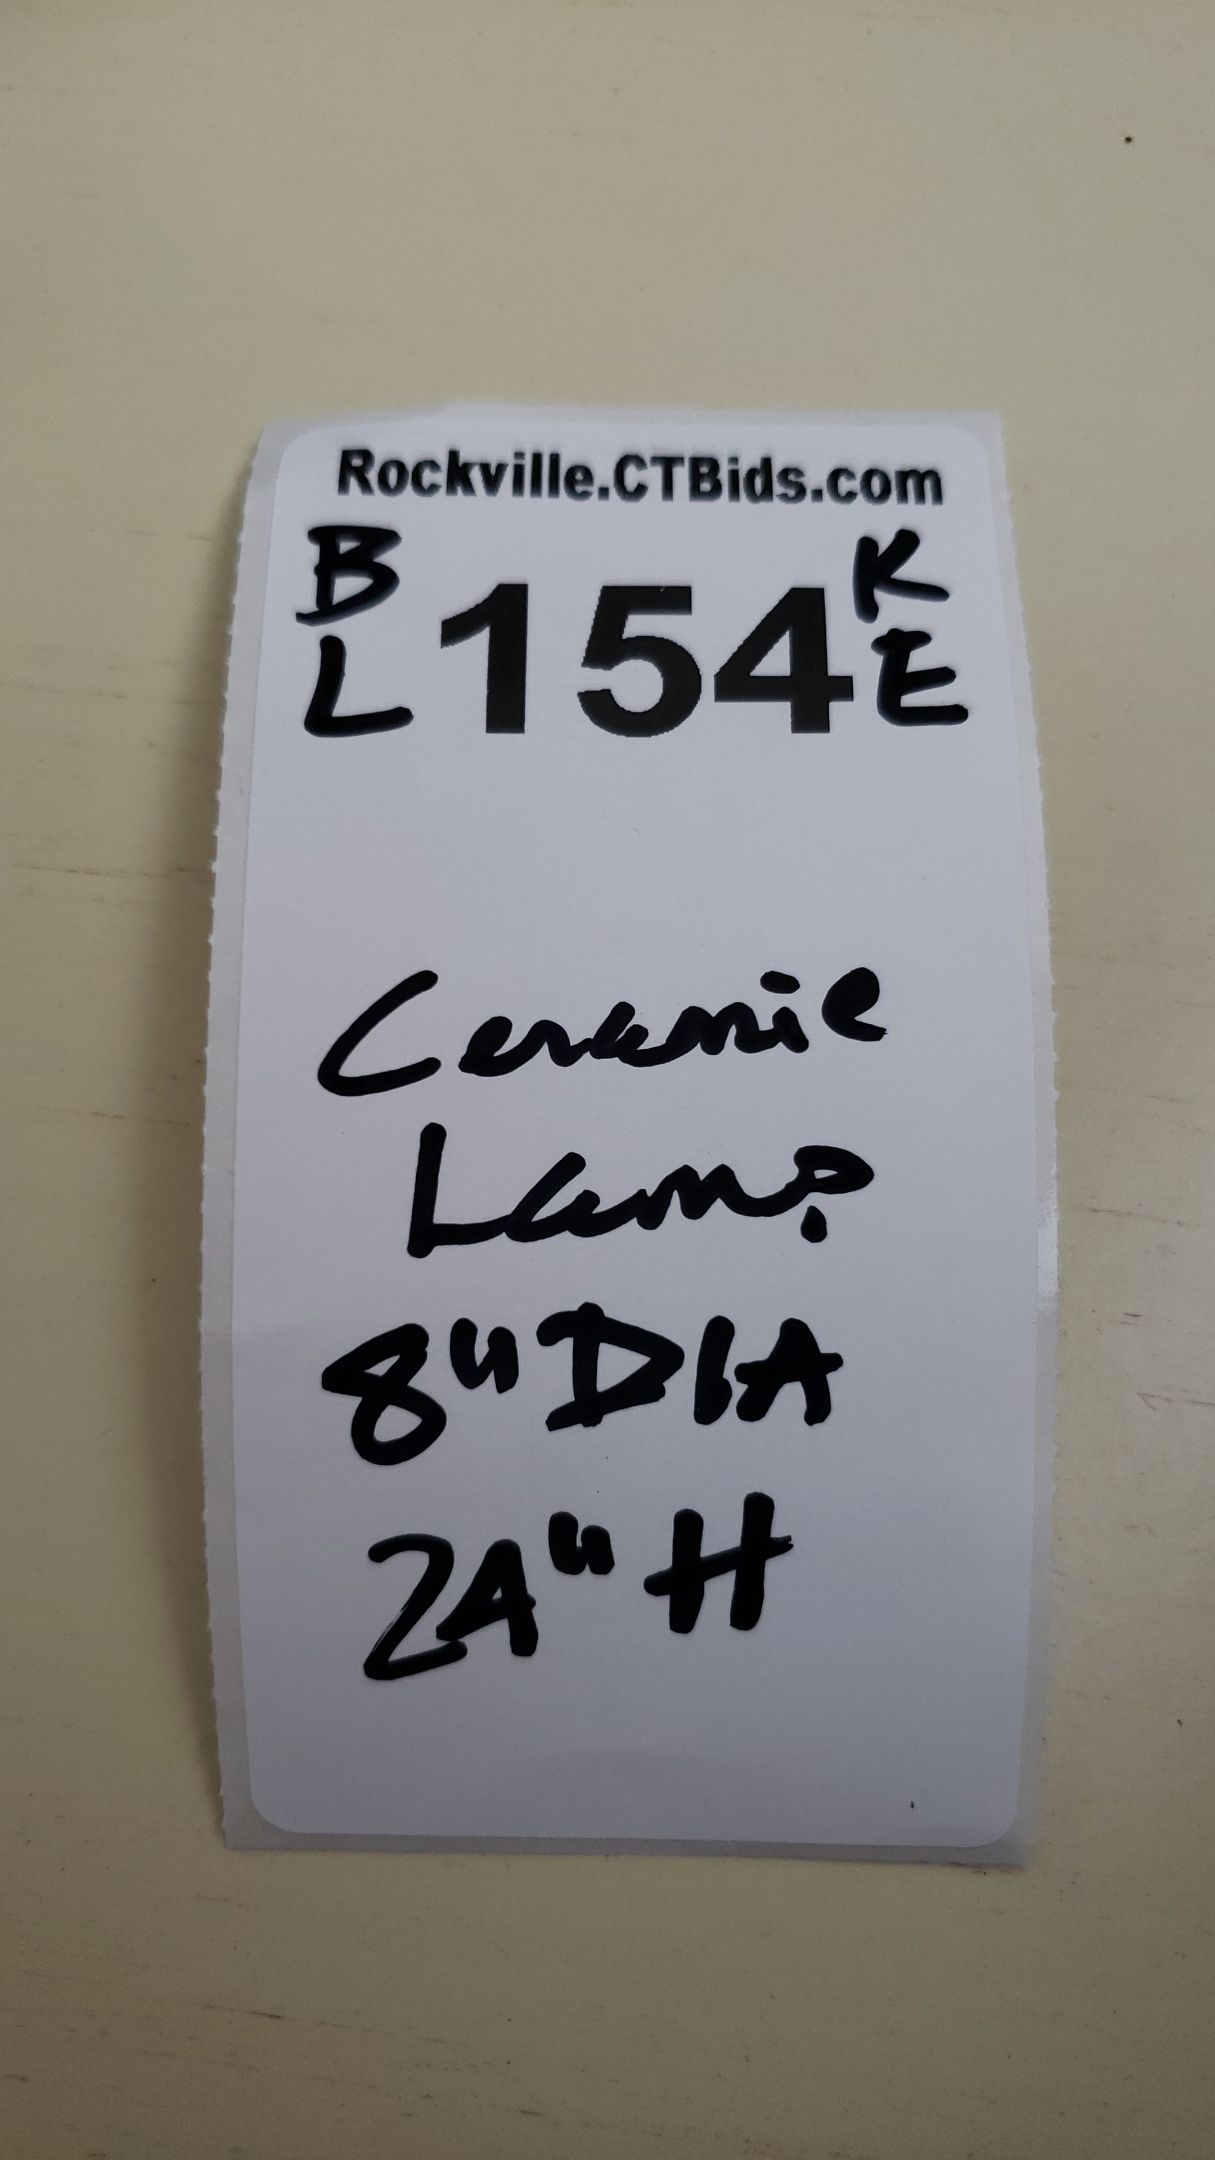 Rockville.CTBids.com
B K
154
L E
Ceramic
Lamp
8" DIA
24" H